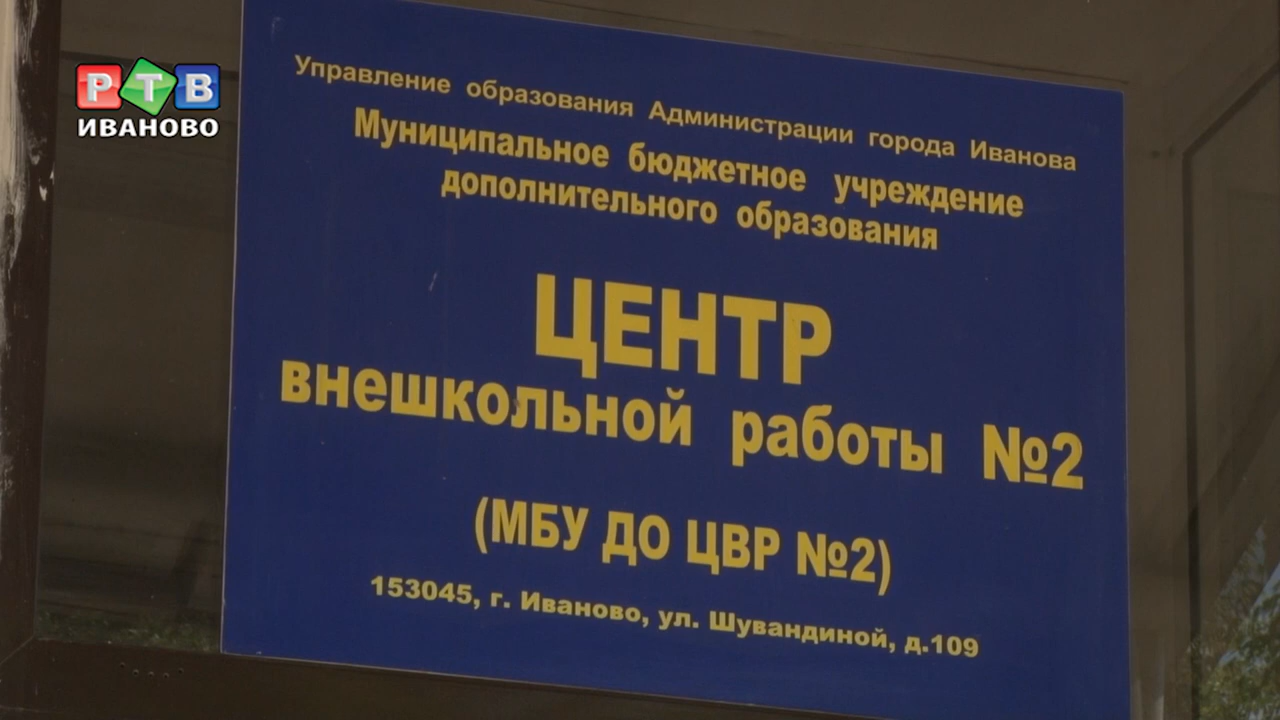 РТВ
ИВАНОВО
Управление образования Администрации города Иванова
Муниципальное бюджетное учреждение
дополнительного образования
ЦЕНТР
внешкольной работы №2
(МБУ ДО ЦВР №2)
153045, г. Иваново, ул. Шувандиной, д.109